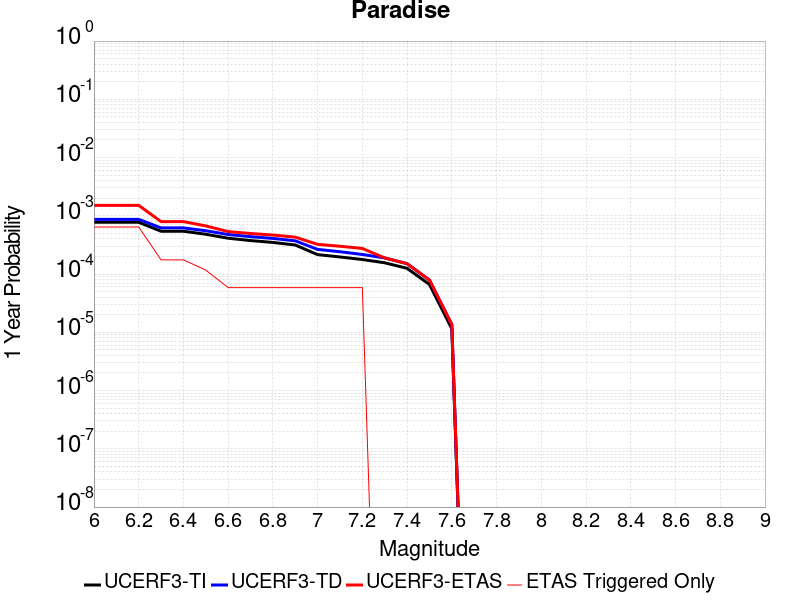 Paradise
10^0
10^-1
10^-2
10^-3
10^-4
10^-5
10^-6
10^-7
10^-8
1 Year Probability
6 6.2 6.4 6.6 6.8 7 7.2 7.4 7.6 7.8 8 8.2 8.4 8.6 8.8 9
Magnitude
UCERF3-TI UCERF3-TD UCERF3-ETAS ETAS Triggered Only